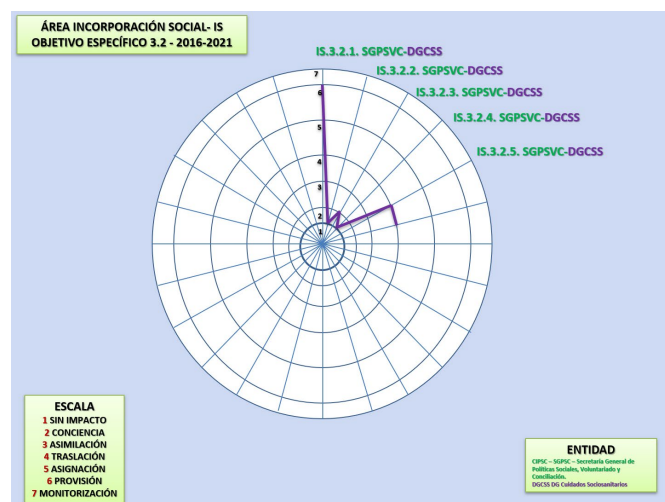 ÁREA INCORPORACIÓN SOCIAL- IS
OBJETIVO ESPECÍFICO 3.2 - 2016-2021
IS.3.2.1. SGPSVC-DGCSS
IS.3.2.2. SGPSVC-DGCSS
IS.3.2.3. SGPSVC-DGCSS
IS.3.2.4. SGPSVC-DGCSS
IS.3.2.5. SGPSVC-DGCSS
7
6
5
4
3
2
1
ESCALA
1 SIN IMPACTO
2 CONCIENCIA
3 ASIMILACIÓN
4 TRASLACIÓN
5 ASIGNACIÓN
6 PROVISIÓN
7 MONITORIZACIÓN
ENTIDAD
CIPSC – SGPSC – Secretaría General de
Políticas Sociales, Voluntariado y
Conciliación.
DGCSS DG Cuidados Sociosanitarios